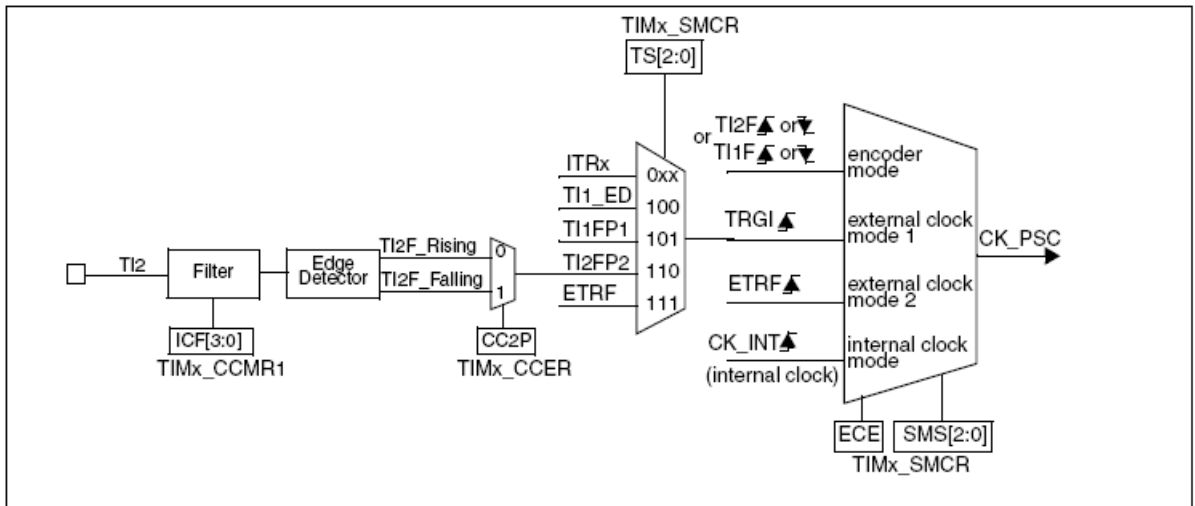 TIMx_SMCR
TS[2:0]
TI2F or
or
TI1F or
encoder
mode
ITRx
0xx
TI1_ED
100
TI1FP1
101
TRGI
external clock
mode 1
CK_PSC
TI2
Filter
Edge
Detector
TI2F_Rising
0
TI2F_Falling
1
TI2FP2
110
ETRF
111
ETRF
external clock
mode 2
ICF[3:0]
TIMx_CCMR1
CC2P
TIMx_CCER
CK_INT
(internal clock)
internal clock
mode
ECE
SMS[2:0]
TIMx_SMCR